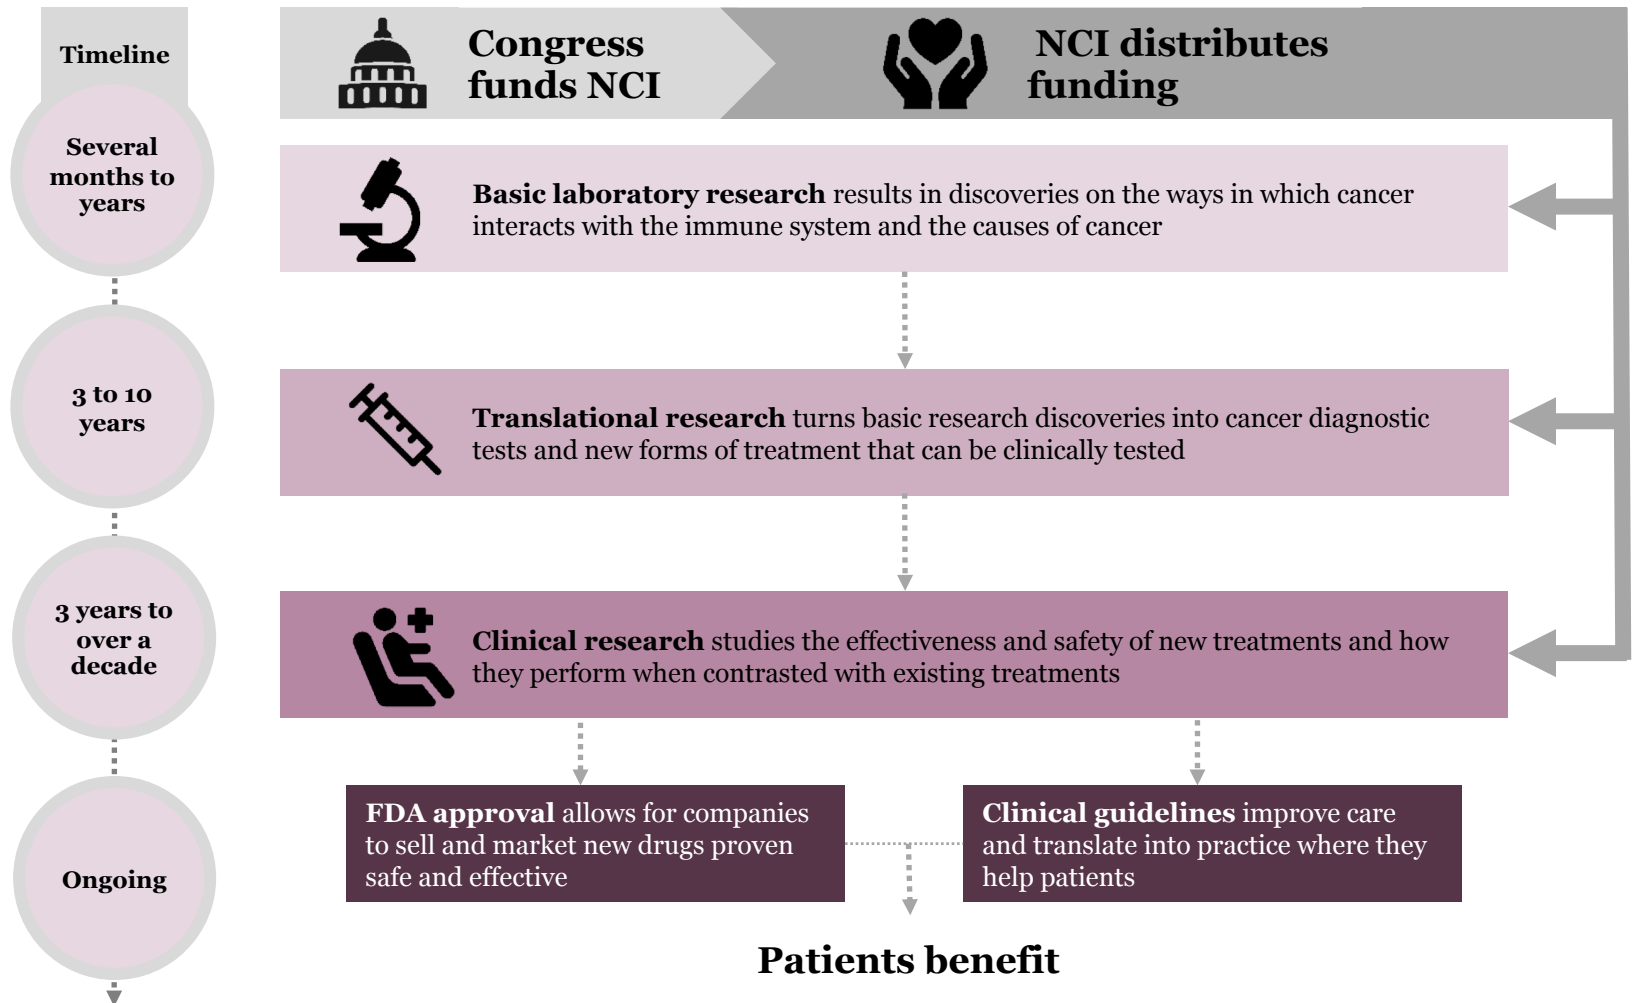 Timeline
Congress
funds NCI
NCI distributes
funding
Several
months to
years
Basic laboratory research results in discoveries on the ways in which cancer
interacts with the immune system and the causes of cancer
3 to 10
years
Translational research turns basic research discoveries into cancer diagnostic
tests and new forms of treatment that can be clinically tested
3 years to
over a
decade
Clinical research studies the effectiveness and safety of new treatments and how
they perform when contrasted with existing treatments
Ongoing
FDA approval allows for companies
to sell and market new drugs proven
safe and effective
Clinical guidelines improve care
and translate into practice where they
help patients
Patients benefit